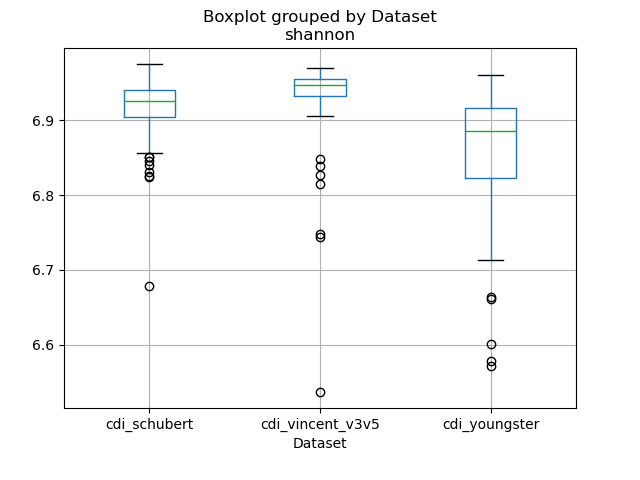 Boxplot grouped by Dataset
shannon
6.9
6.8
6.7
6.6
cdi_schubert cdi_vincent_v3v5 cdi_youngster
Dataset